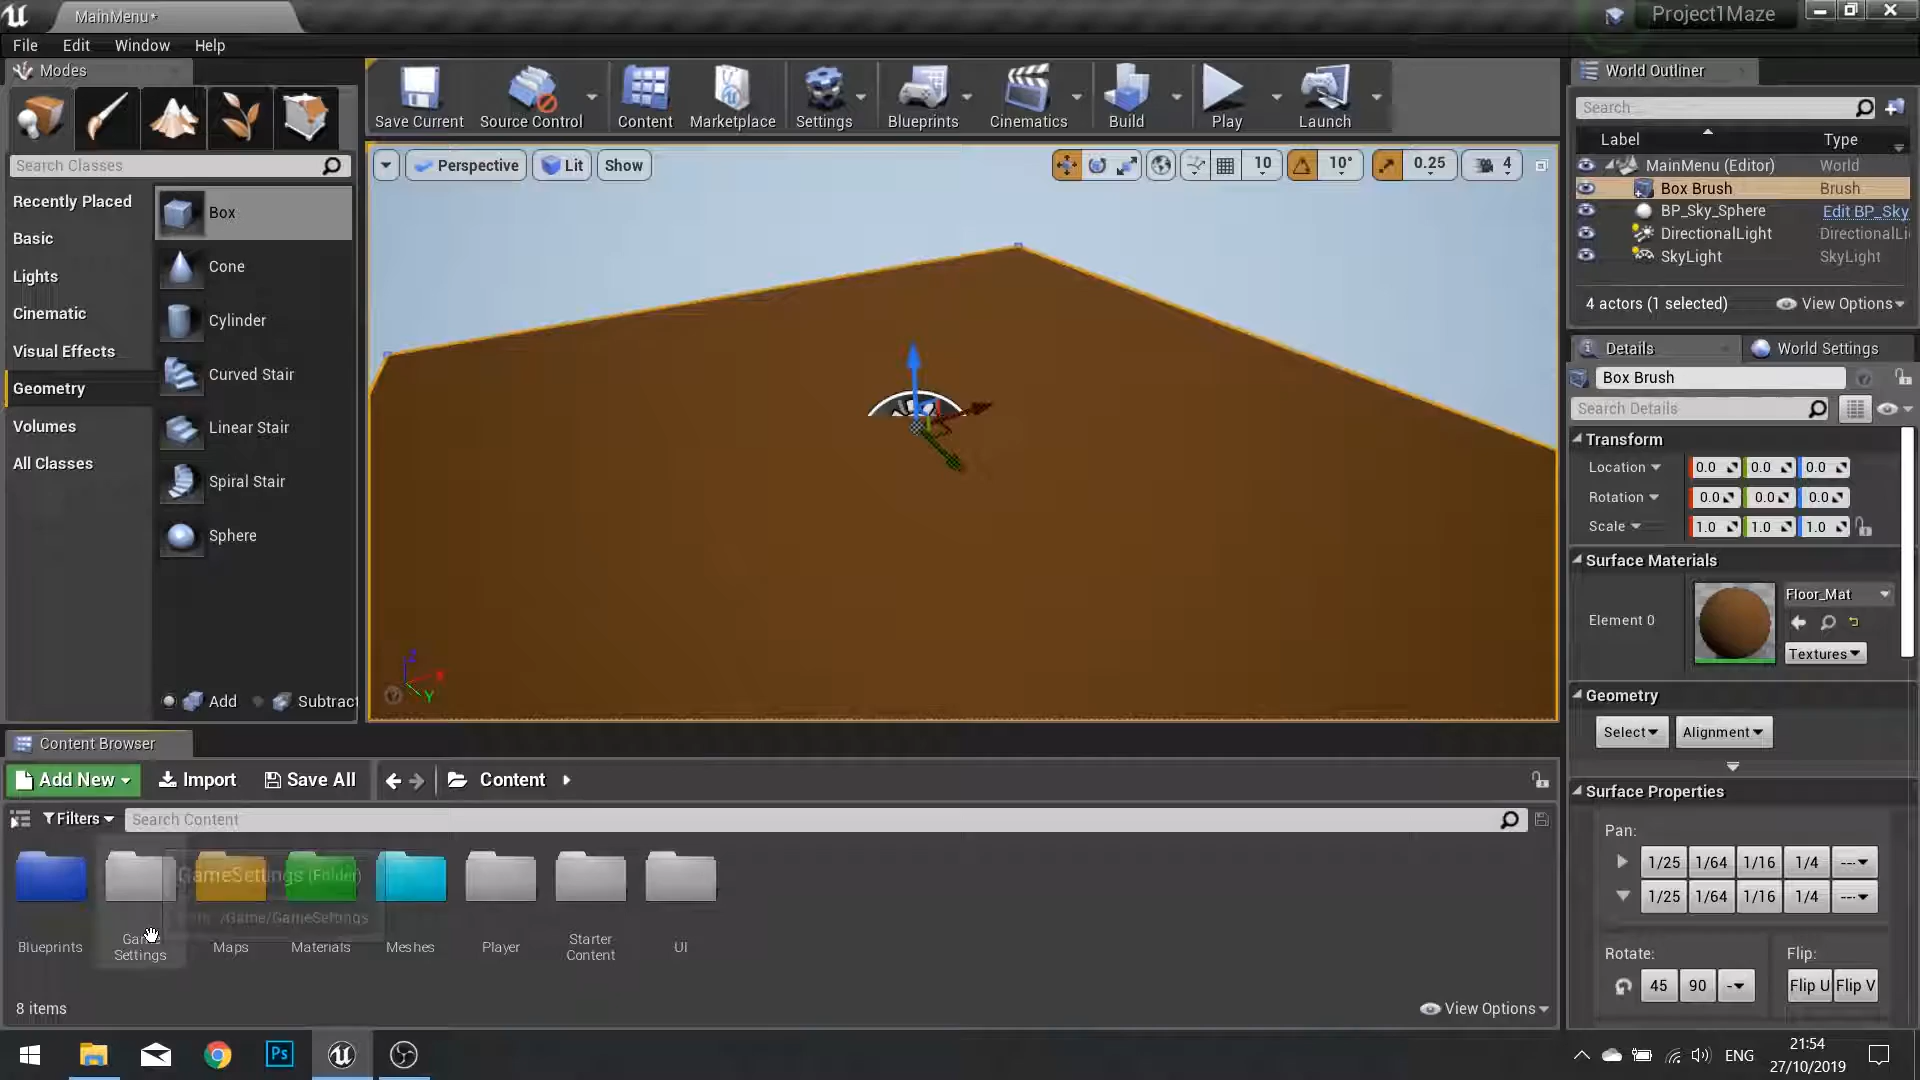 MainMenu*
Project1Maze
File Edit Window Help
Modes
Save Current Source Control Content Marketplace Settings Blueprints Cinematics Build Play Launch
World Outliner
Search
Label Type
Search Classes
Perspective Lit Show
10 10° 0.25 4
MainMenu (Editor) World
Box Brush Brush
BP_Sky_Sphere Edit BP_Sky
DirectionalLight DirectionalLi
SkyLight SkyLight
4 actors (1 selected) View Options
Recently Placed
Basic
Lights
Cinematic
Visual Effects
Geometry
Volumes
All Classes
Box
Cone
Cylinder
Curved Stair
Linear Stair
Spiral Stair
Sphere
Add Subtract
Z
X
Y
Details World Settings
Box Brush
Search Details
Transform
Location 0.0 0.0 0.0
Rotation 0.0 0.0 0.0
Scale 1.0 1.0 1.0
Surface Materials
Element 0
Floor_Mat
Textures
Geometry
Select Alignment
Surface Properties
Pan:
1/25 1/64 1/16 1/4 ---
1/25 1/64 1/16 1/4 ---
Rotate: Flip:
45 90 - Flip U Flip V
Content Browser
Add New Import Save All Content
Filters Search Content
GameSettings (Folder)
/Game/GameSettings
Blueprints
Game Settings
Maps
Materials
Meshes
Player
Starter Content
UI
8 items
View Options
Ps
ENG
21:54
27/10/2019